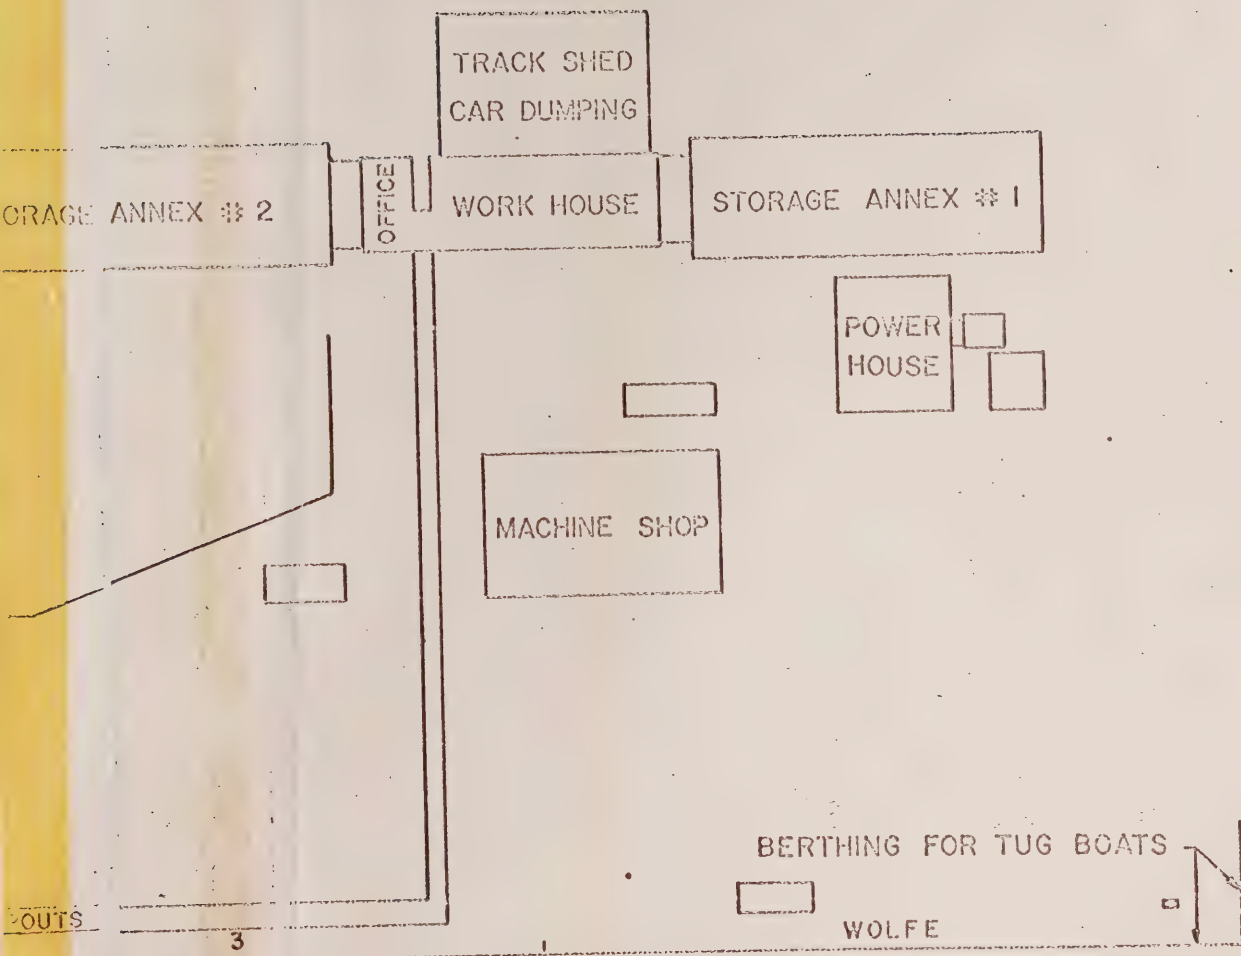 TRACK SHED
CAR DUMPING
ORAGE ANNEX # 2
OFFICE
WORK HOUSE
STORAGE ANNEX # 1
POWER
HOUSE
MACHINE SHOP
BERTHING FOR TUG BOATS
OUTS
3
WOLFE